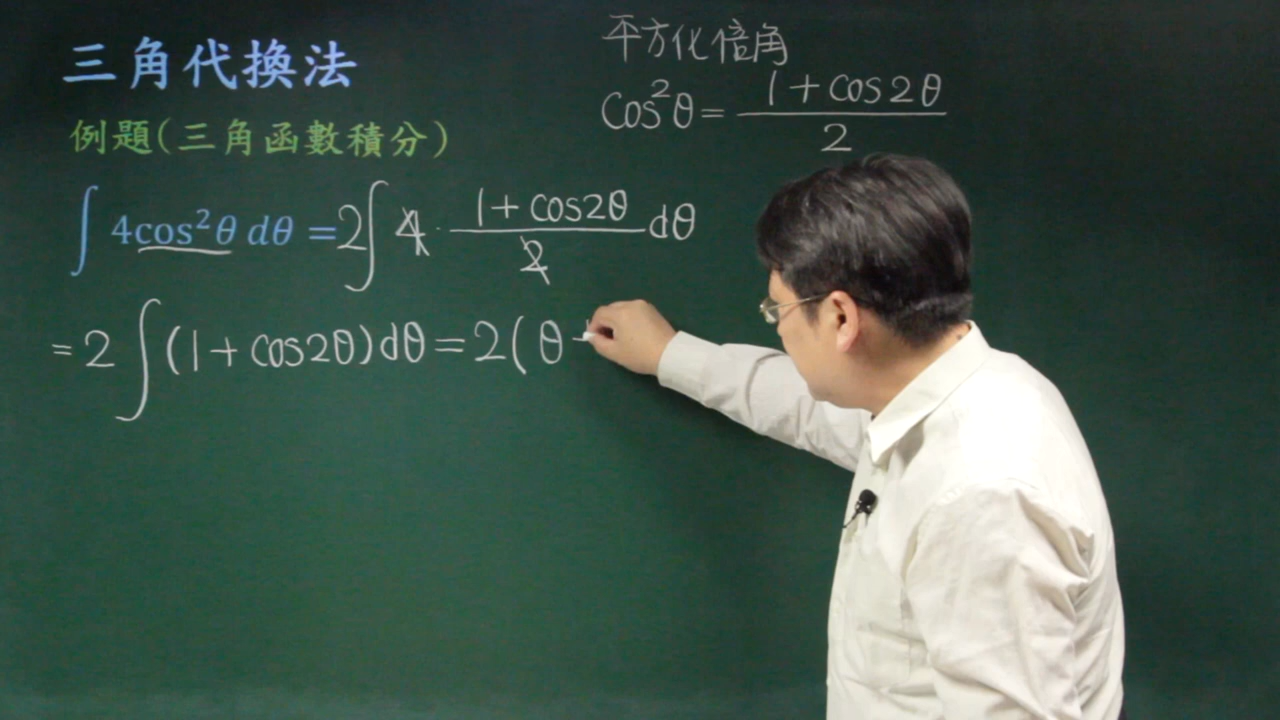 三角代換法
平方化倍角
cos²θ = (1 + cos2θ)/2
例題(三角函數積分)
∫ 4cos²θ dθ = 2∫ 4 · (1 + cos2θ)/2 dθ
= 2 ∫ (1 + cos2θ) dθ = 2( θ -